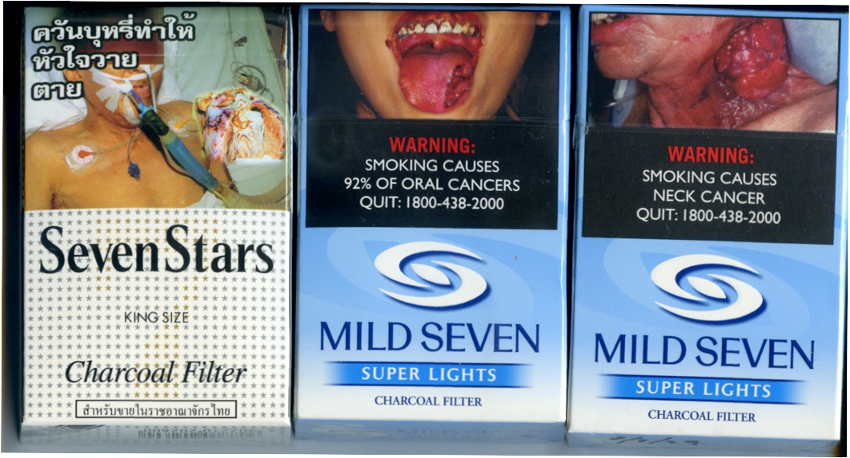 ควันบุหรี่ทำให้
หัวใจวาย
ตาย
Seven Stars
KING SIZE
Charcoal Filter
สำหรับขายในราชอาณาจักรไทย
WARNING:
SMOKING CAUSES
92% OF ORAL CANCERS
QUIT: 1800-438-2000
MILD SEVEN
SUPER LIGHTS
CHARCOAL FILTER
WARNING:
SMOKING CAUSES
NECK CANCER
QUIT: 1800-438-2000
MILD SEVEN
SUPER LIGHTS
CHARCOAL FILTER